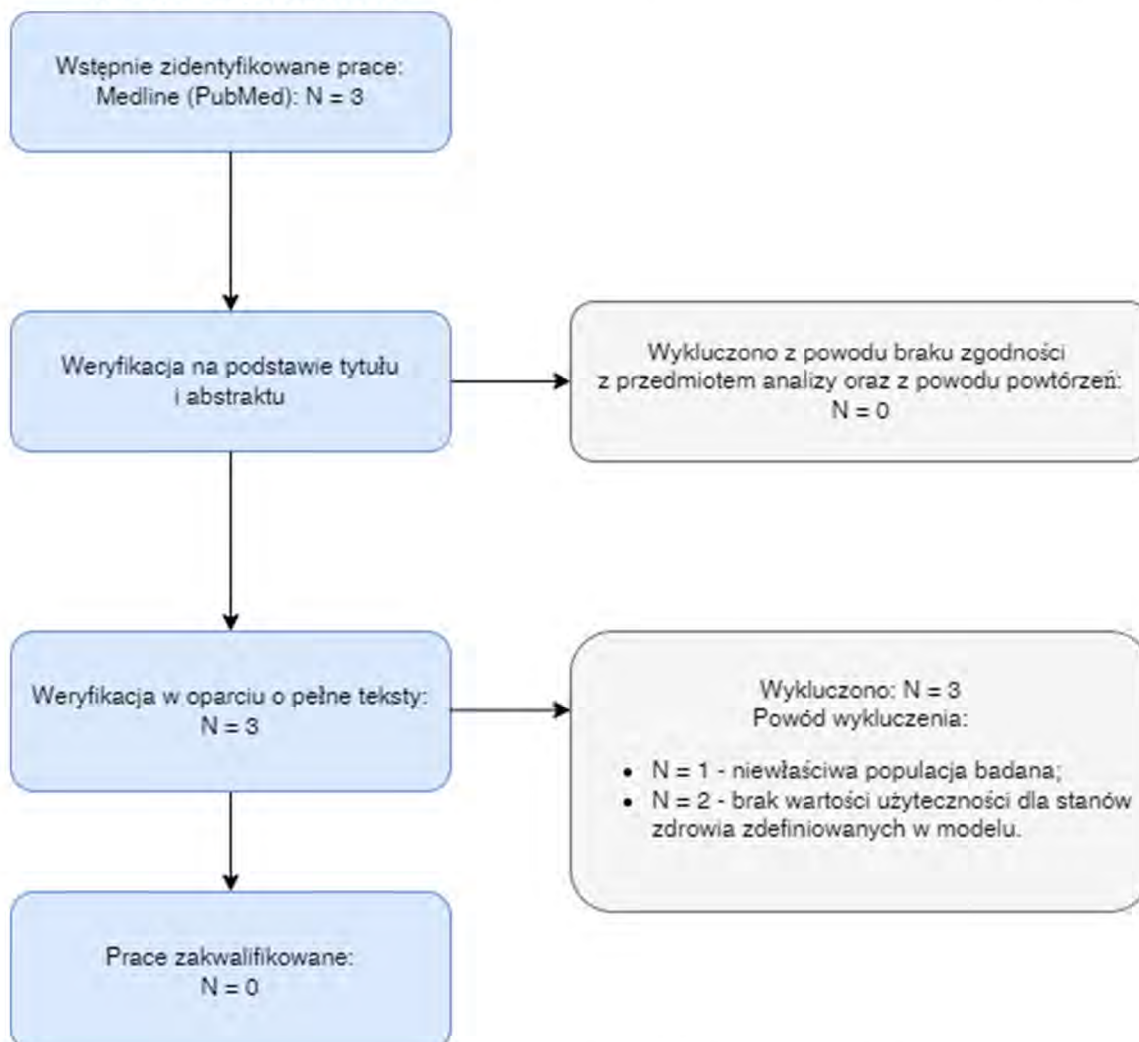 Wstępnie zidentyfikowane prace:
Medline (PubMed): N = 3
Weryfikacja na podstawie tytułu
i abstraktu
Wykluczono z powodu braku zgodności
z przedmiotem analizy oraz z powodu powtórzeń:
N = 0
Weryfikacja w oparciu o pełne teksty:
N = 3
Wykluczono: N = 3
Powód wykluczenia:
• N = 1 - niewłaściwa populacja badana;
• N = 2 - brak wartości użyteczności dla stanów
zdrowia zdefiniowanych w modelu.
Prace zakwalifikowane:
N = 0